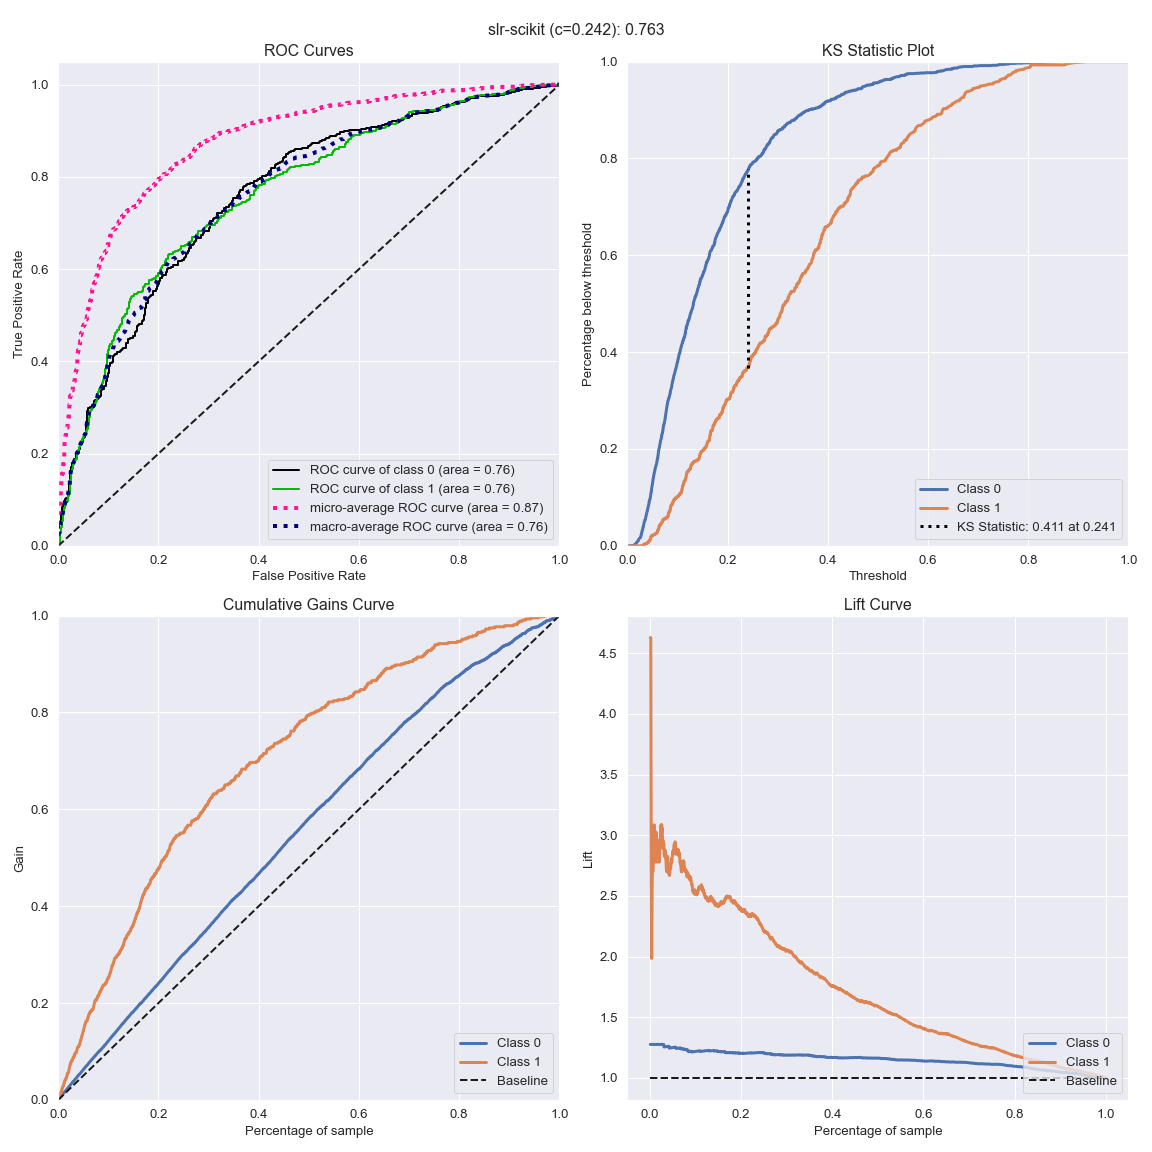 slr-scikit (c=0.242): 0.763
ROC Curves
1.0
0.8
0.6
0.4
0.2
0.0
True Positive Rate
0.0 0.2 0.4 0.6 0.8 1.0
False Positive Rate
ROC curve of class 0 (area = 0.76)
ROC curve of class 1 (area = 0.76)
micro-average ROC curve (area = 0.87)
macro-average ROC curve (area = 0.76)
KS Statistic Plot
1.0
0.8
0.6
0.4
0.2
0.0
Percentage below threshold
0.0 0.2 0.4 0.6 0.8 1.0
Threshold
Class 0
Class 1
KS Statistic: 0.411 at 0.241
Cumulative Gains Curve
1.0
0.8
0.6
0.4
0.2
0.0
Gain
0.0 0.2 0.4 0.6 0.8 1.0
Percentage of sample
Class 0
Class 1
Baseline
Lift Curve
4.5
4.0
3.5
3.0
2.5
2.0
1.5
1.0
Lift
0.0 0.2 0.4 0.6 0.8 1.0
Percentage of sample
Class 0
Class 1
Baseline